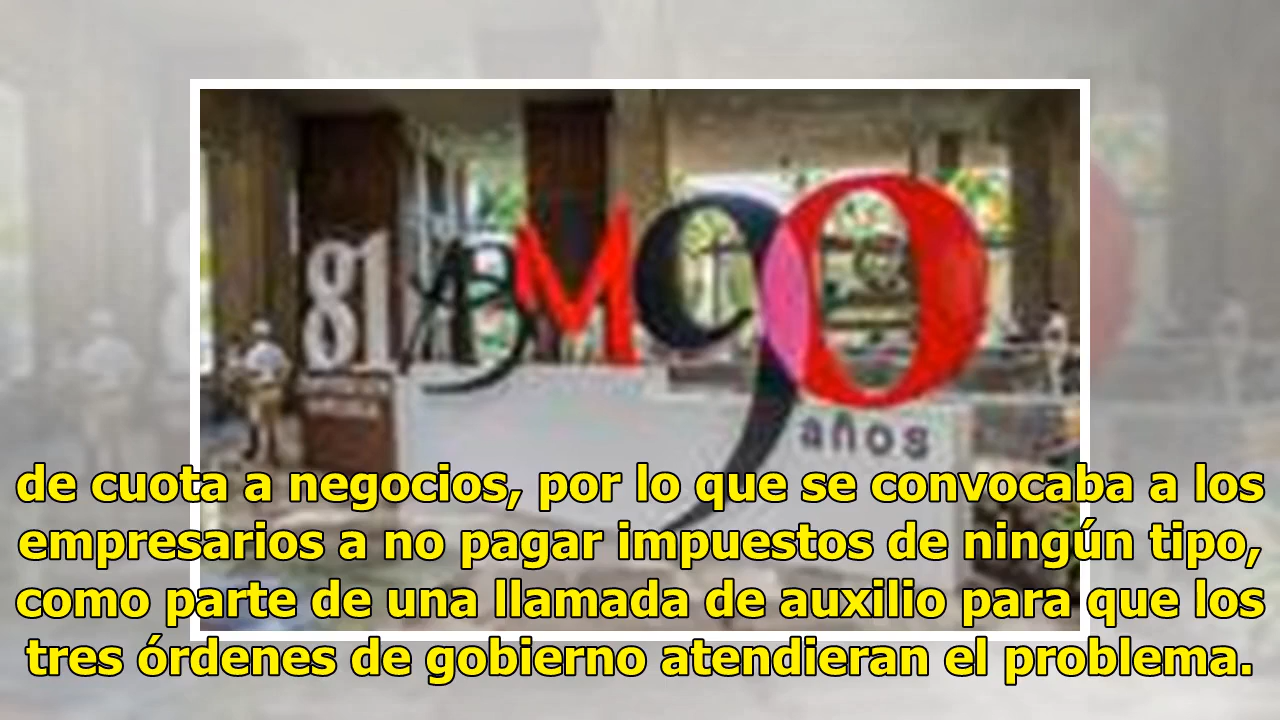 81 ABM 90
años
de cuota a negocios, por lo que se convocaba a los
empresarios a no pagar impuestos de ningún tipo,
como parte de una llamada de auxilio para que los
tres órdenes de gobierno atendieran el problema.